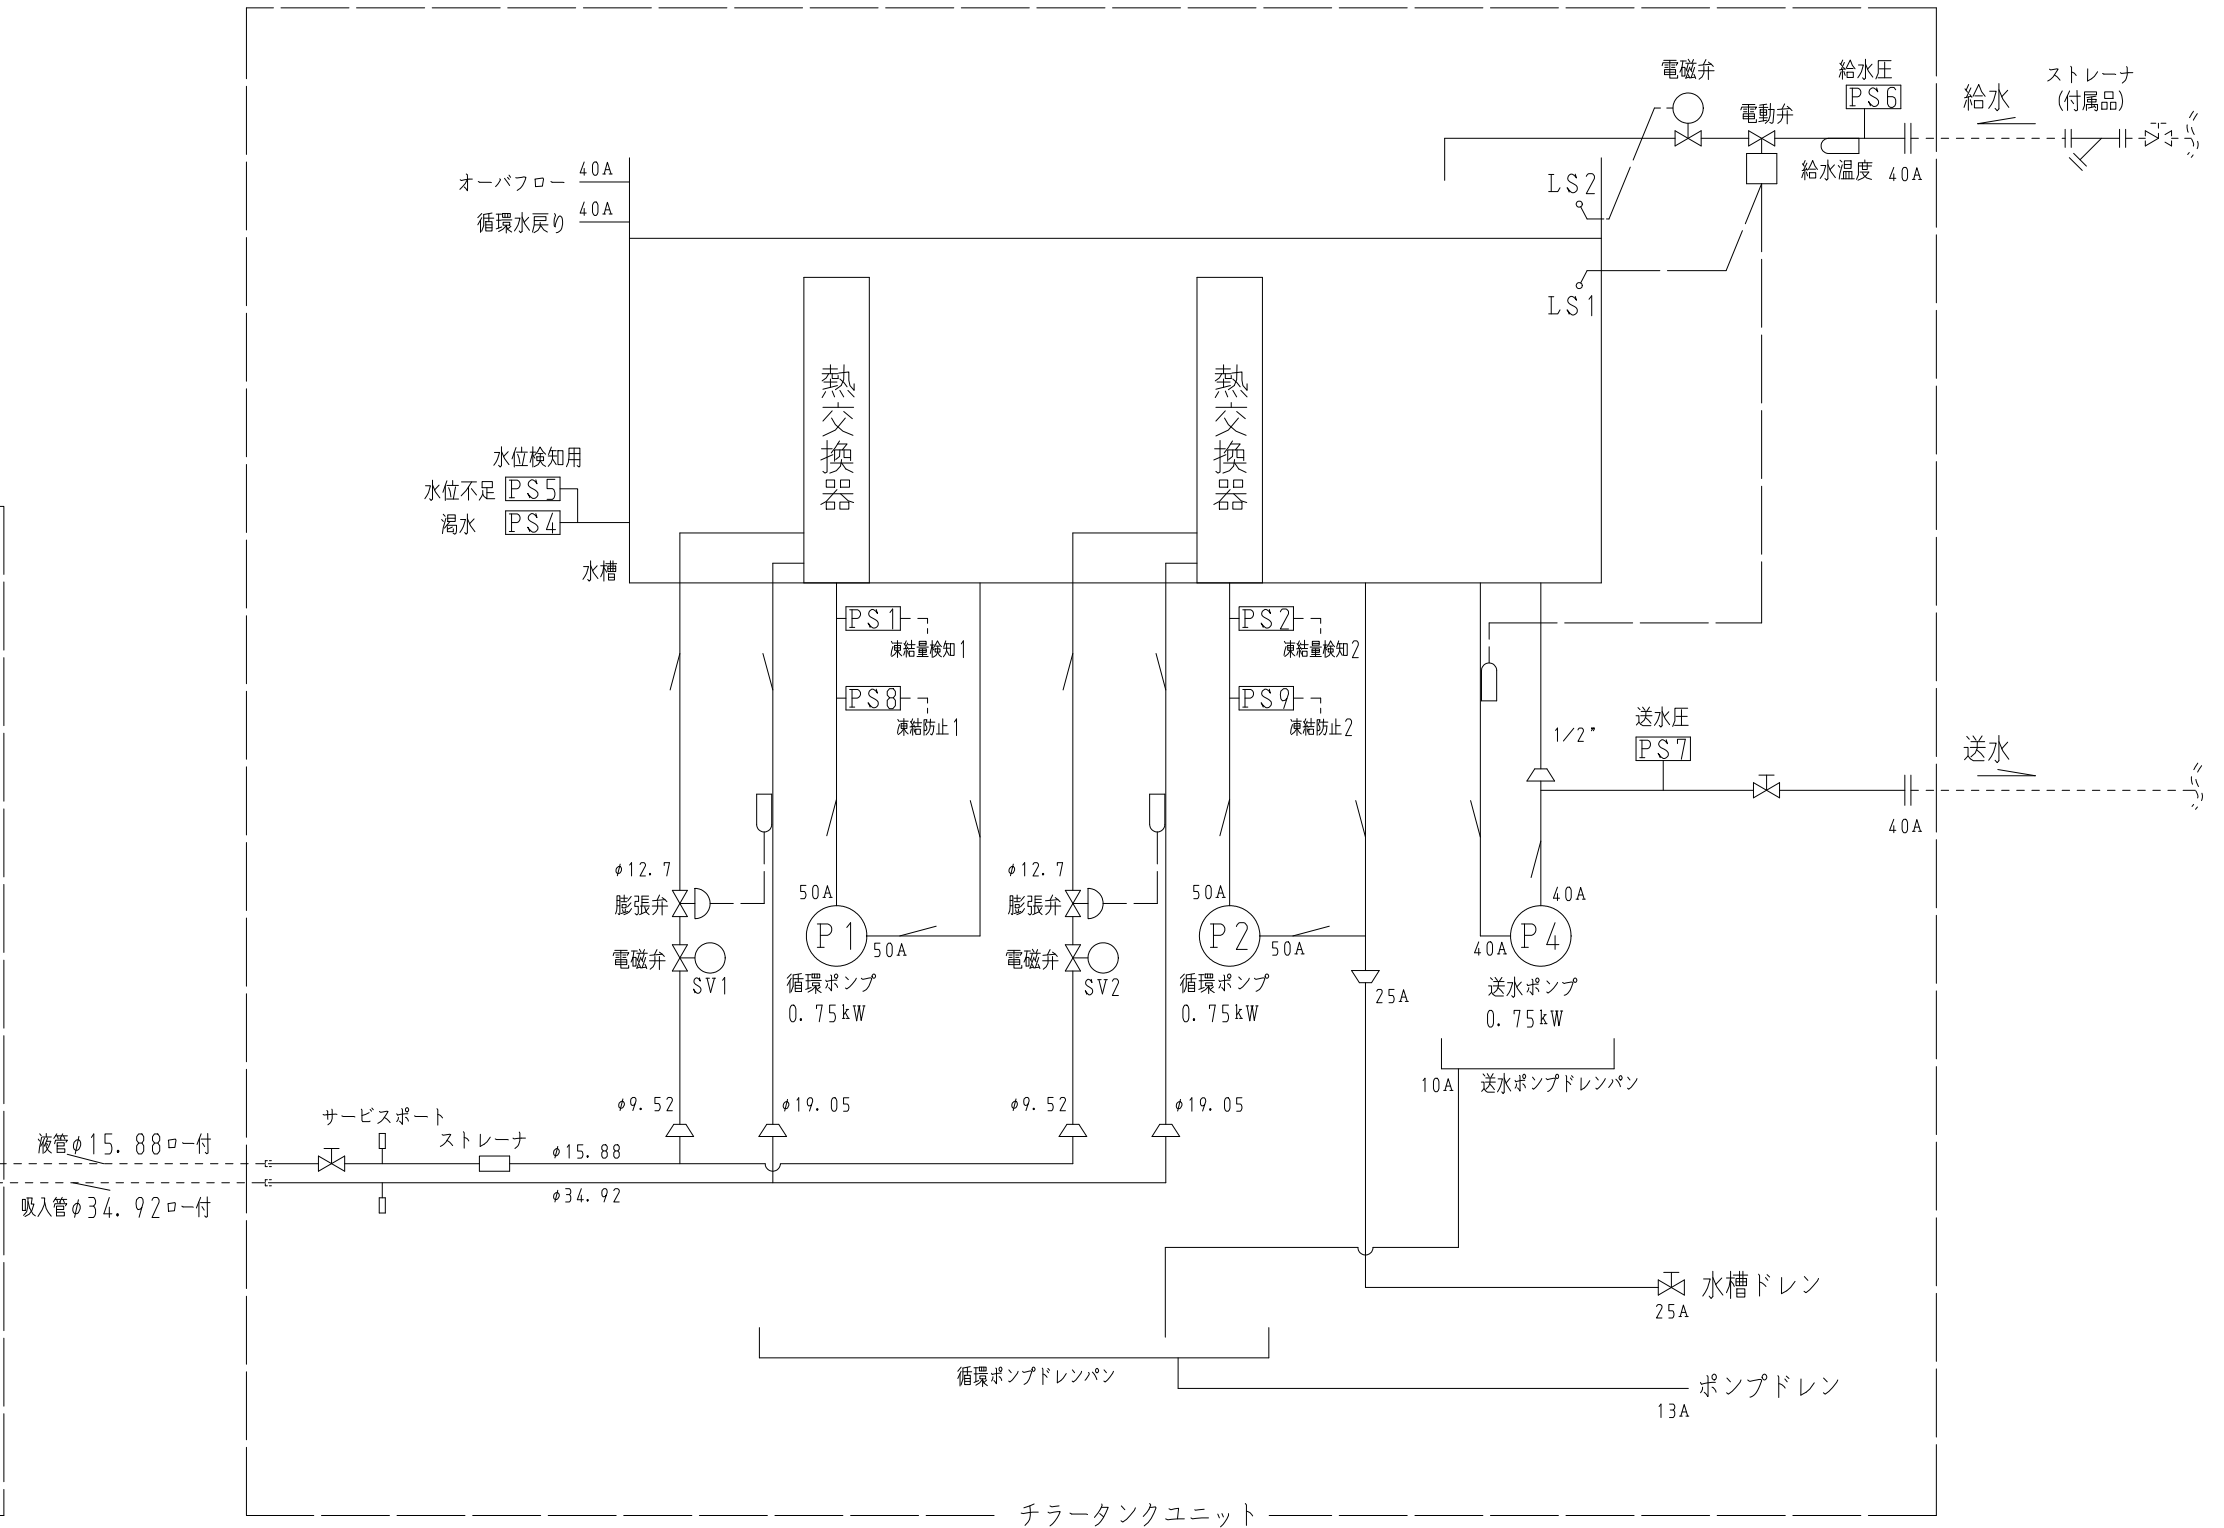 電磁弁
給水圧
PS6
給水
ストレーナ
(付属品)
電動弁
給水温度
40A
オーバフロー
40A
循環水戻り
40A
LS2
LS1
熱交換器
熱交換器
水位検知用
水位不足
PS5
渇水
PS4
水槽
PS1
凍結量検知1
PS8
凍結防止1
PS2
凍結量検知2
PS9
凍結防止2
1/2"
送水圧
PS7
送水
40A
φ12.7
膨張弁
電磁弁
SV1
50A
P1
50A
循環ポンプ
0.75kW
φ12.7
膨張弁
電磁弁
SV2
50A
P2
50A
循環ポンプ
0.75kW
25A
40A
40A
P4
送水ポンプ
0.75kW
10A
送水ポンプドレンパン
φ9.52
φ19.05
φ9.52
φ19.05
サービスポート
ストレーナ
液管φ15.88ロー付
φ15.88
吸入管φ34.92ロー付
φ34.92
水槽ドレン
25A
循環ポンプドレンパン
ポンプドレン
13A
チラータンクユニット